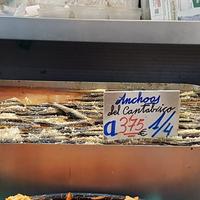 Anchoas
del Cantabrico
a 3,75 € 1/4